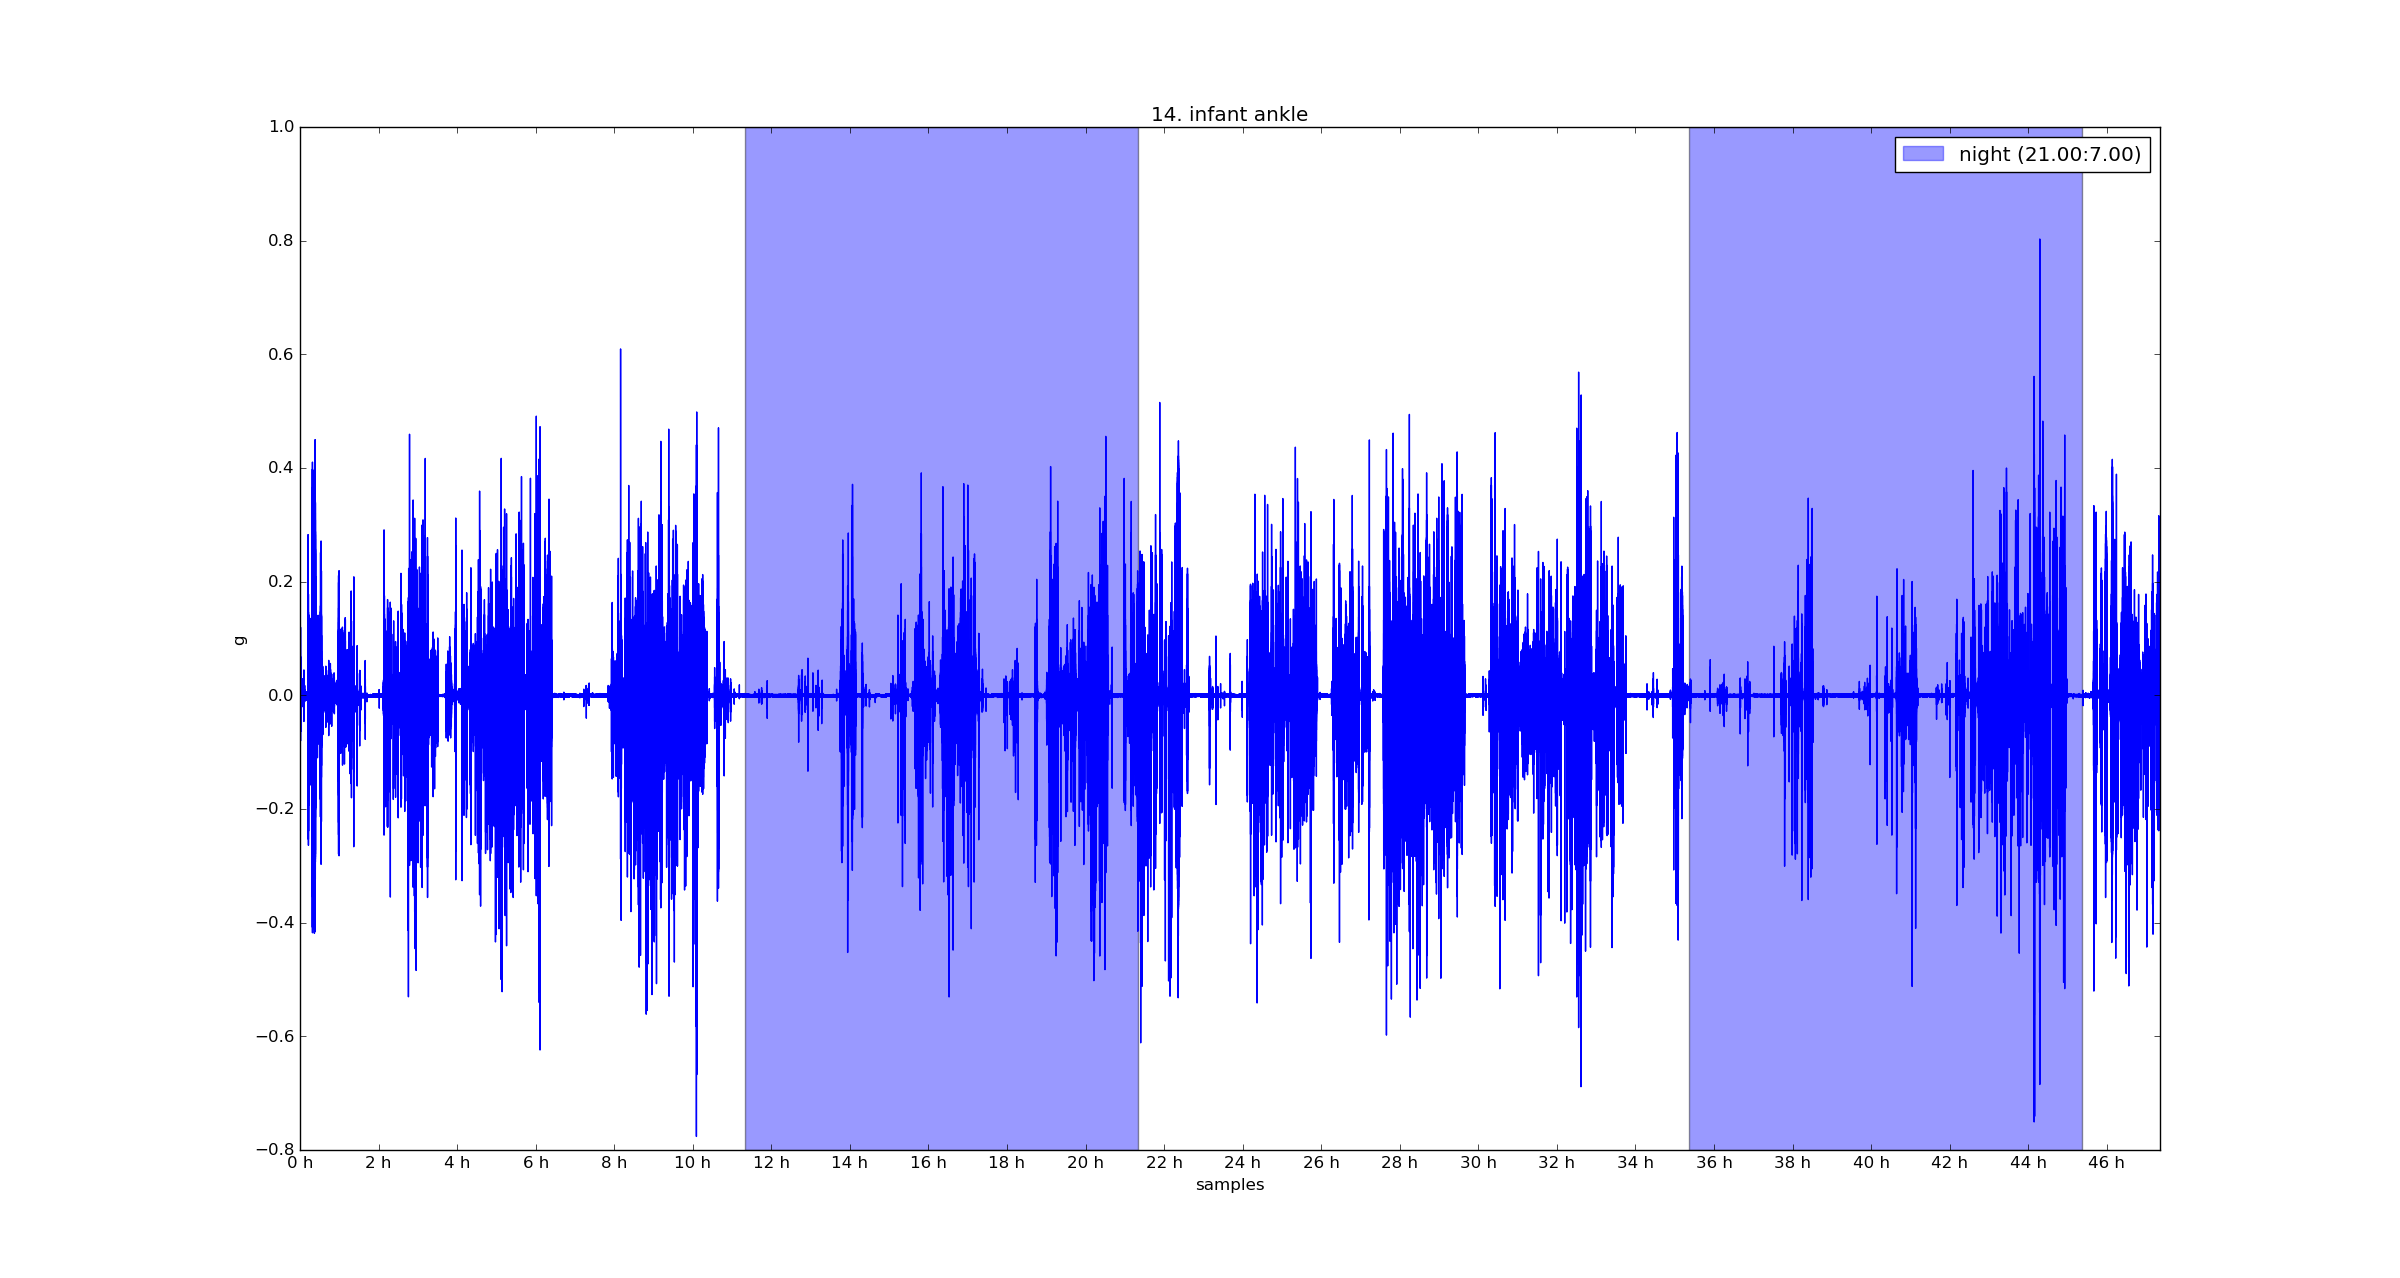 14. infant ankle
night (21.00:7.00)
1.0
0.8
0.6
0.4
0.2
0.0
−0.2
−0.4
−0.6
−0.8
g
0 h 2 h 4 h 6 h 8 h 10 h 12 h 14 h 16 h 18 h 20 h 22 h 24 h 26 h 28 h 30 h 32 h 34 h 36 h 38 h 40 h 42 h 44 h 46 h
samples